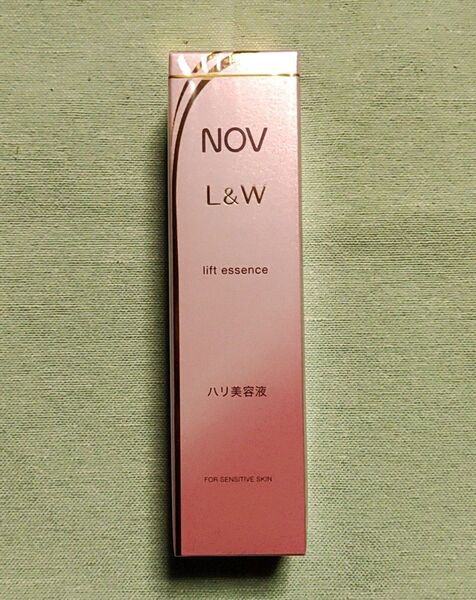 NOV
L&W
lift essence
ハリ美容液
FOR SENSITIVE SKIN